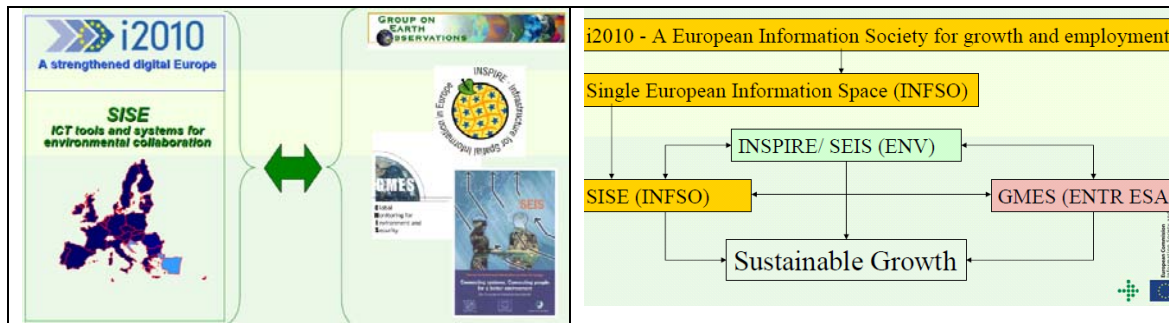 i2010
A strengthened digital Europe
SISE
ICT tools and systems for
environmental collaboration
GROUP ON
EARTH
OBSERVATIONS
INSPIRE - Infrastructure for Spatial Information in Europe
GMES
Global
Monitoring for
Environment and
Security
SEIS
Connecting systems, Connecting people
for a better environment
i2010 - A European Information Society for growth and employment
Single European Information Space (INFSO)
INSPIRE/ SEIS (ENV)
SISE (INFSO)
GMES (ENTR ESA
Sustainable Growth
European Commission